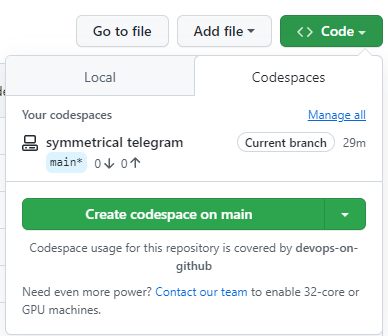 Go to file Add file Code
Local Codespaces
Your codespaces Manage all
symmetrical telegram Current branch 29m
main* 0 0
Create codespace on main
Codespace usage for this repository is covered by devops-on-
github
Need even more power? Contact our team to enable 32-core or
GPU machines.